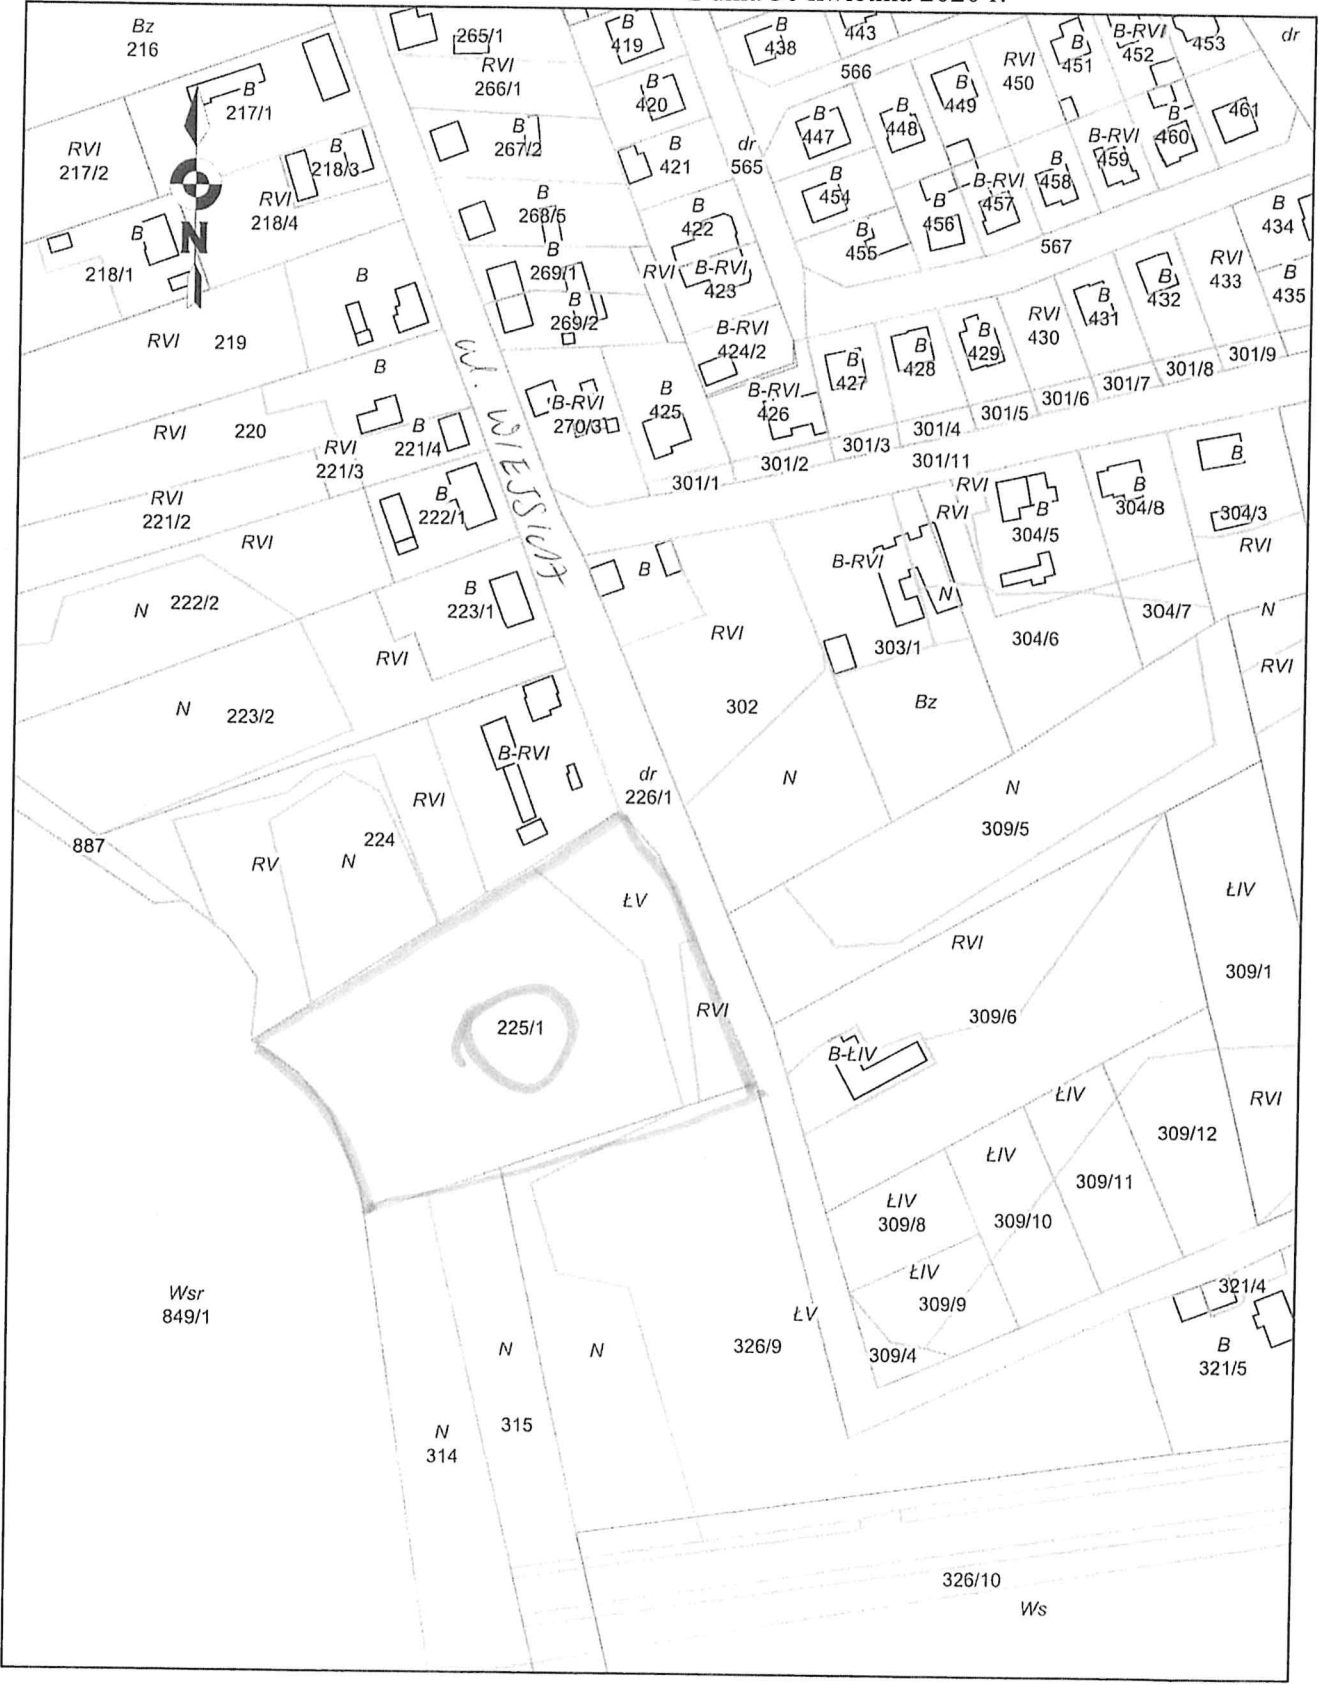 Bz
216
265/1
B
419
B
438
443
B-RVI
452
453
dr
RVI
266/1
566
RVI
450
B
451
B
217/1
B
420
B
447
B
448
B
449
461
RVI
217/2
B
218/3
B
267/2
B
421
dr
565
B-RVI
459
B
460
RVI
218/4
B
268/5
B
422
B
454
B
456
B-RVI
457
B
458
N
B
218/1
B
455
567
B
434
B
B
269/1
RVI
B-RVI
423
RVI
433
B
435
RVI
219
B
269/2
B-RVI
424/2
RVI
430
B
431
B
432
B
ul. WIEJSKA
B
427
B
428
B
429
301/9
B-RVI
270/3
B
425
B-RVI
426
301/5
301/6
301/7
301/8
RVI
220
B
221/4
RVI
221/3
301/1
301/2
301/3
301/4
301/11
RVI
221/2
B
222/1
RVI
RVI
RVI
B
304/5
B
304/8
B
304/3
RVI
N
222/2
B
223/1
B
B-RVI
N
304/7
N
RVI
RVI
303/1
304/6
RVI
N
223/2
302
Bz
B-RVI
dr
226/1
N
N
309/5
RVI
887
RV
N
224
ŁV
ŁIV
RVI
309/1
225/1
RVI
309/6
B-ŁIV
ŁIV
RVI
309/12
ŁIV
309/11
ŁIV
309/8
309/10
ŁIV
309/9
Wsr
849/1
321/4
ŁV
N
N
326/9
309/4
B
321/5
315
N
314
326/10
Ws